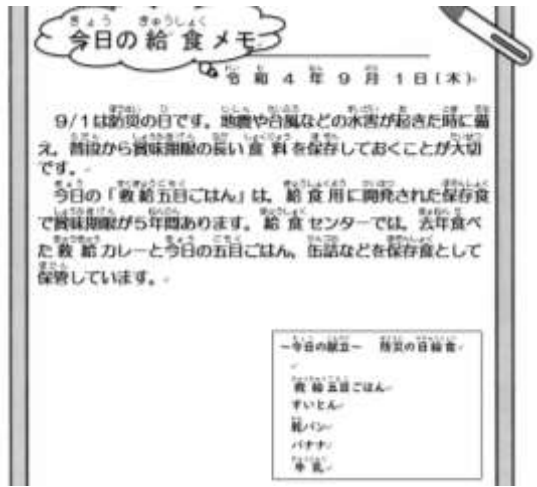 今日の給食メモ
令和4年9月1日(木)
9/1は防災の日です。地震や台風などの水害が起きた時に備
え、普段から賞味期限の長い食料を保存しておくことが大切
です。
今日の「救給五目ごはん」は、給食用に開発された保存食
で賞味期限が5年間あります。給食センターでは、去年食べ
た救給カレーと今日の五目ごはん、缶詰などを保存食として
保管しています。
~今日の献立~ 防災の日給食
救給五目ごはん
すいとん
パン
バナナ
牛乳